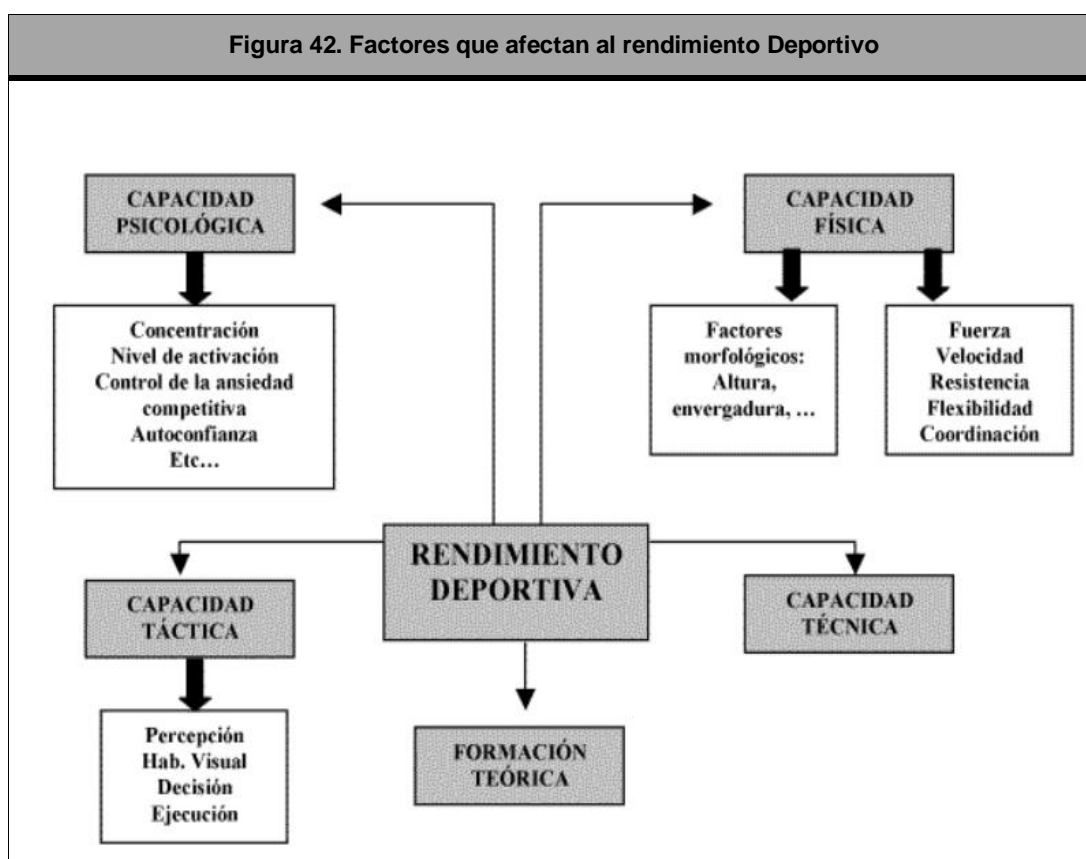 Figura 42. Factores que afectan al rendimiento Deportivo
CAPACIDAD
PSICOLÓGICA
CAPACIDAD
FÍSICA
Concentración
Nivel de activación
Control de la ansiedad
competitiva
Autoconfianza
Etc...
Factores
morfológicos:
Altura,
envergadura, ...
Fuerza
Velocidad
Resistencia
Flexibilidad
Coordinación
RENDIMIENTO
DEPORTIVA
CAPACIDAD
TÁCTICA
CAPACIDAD
TÉCNICA
Percepción
Hab. Visual
Decisión
Ejecución
FORMACIÓN
TEÓRICA